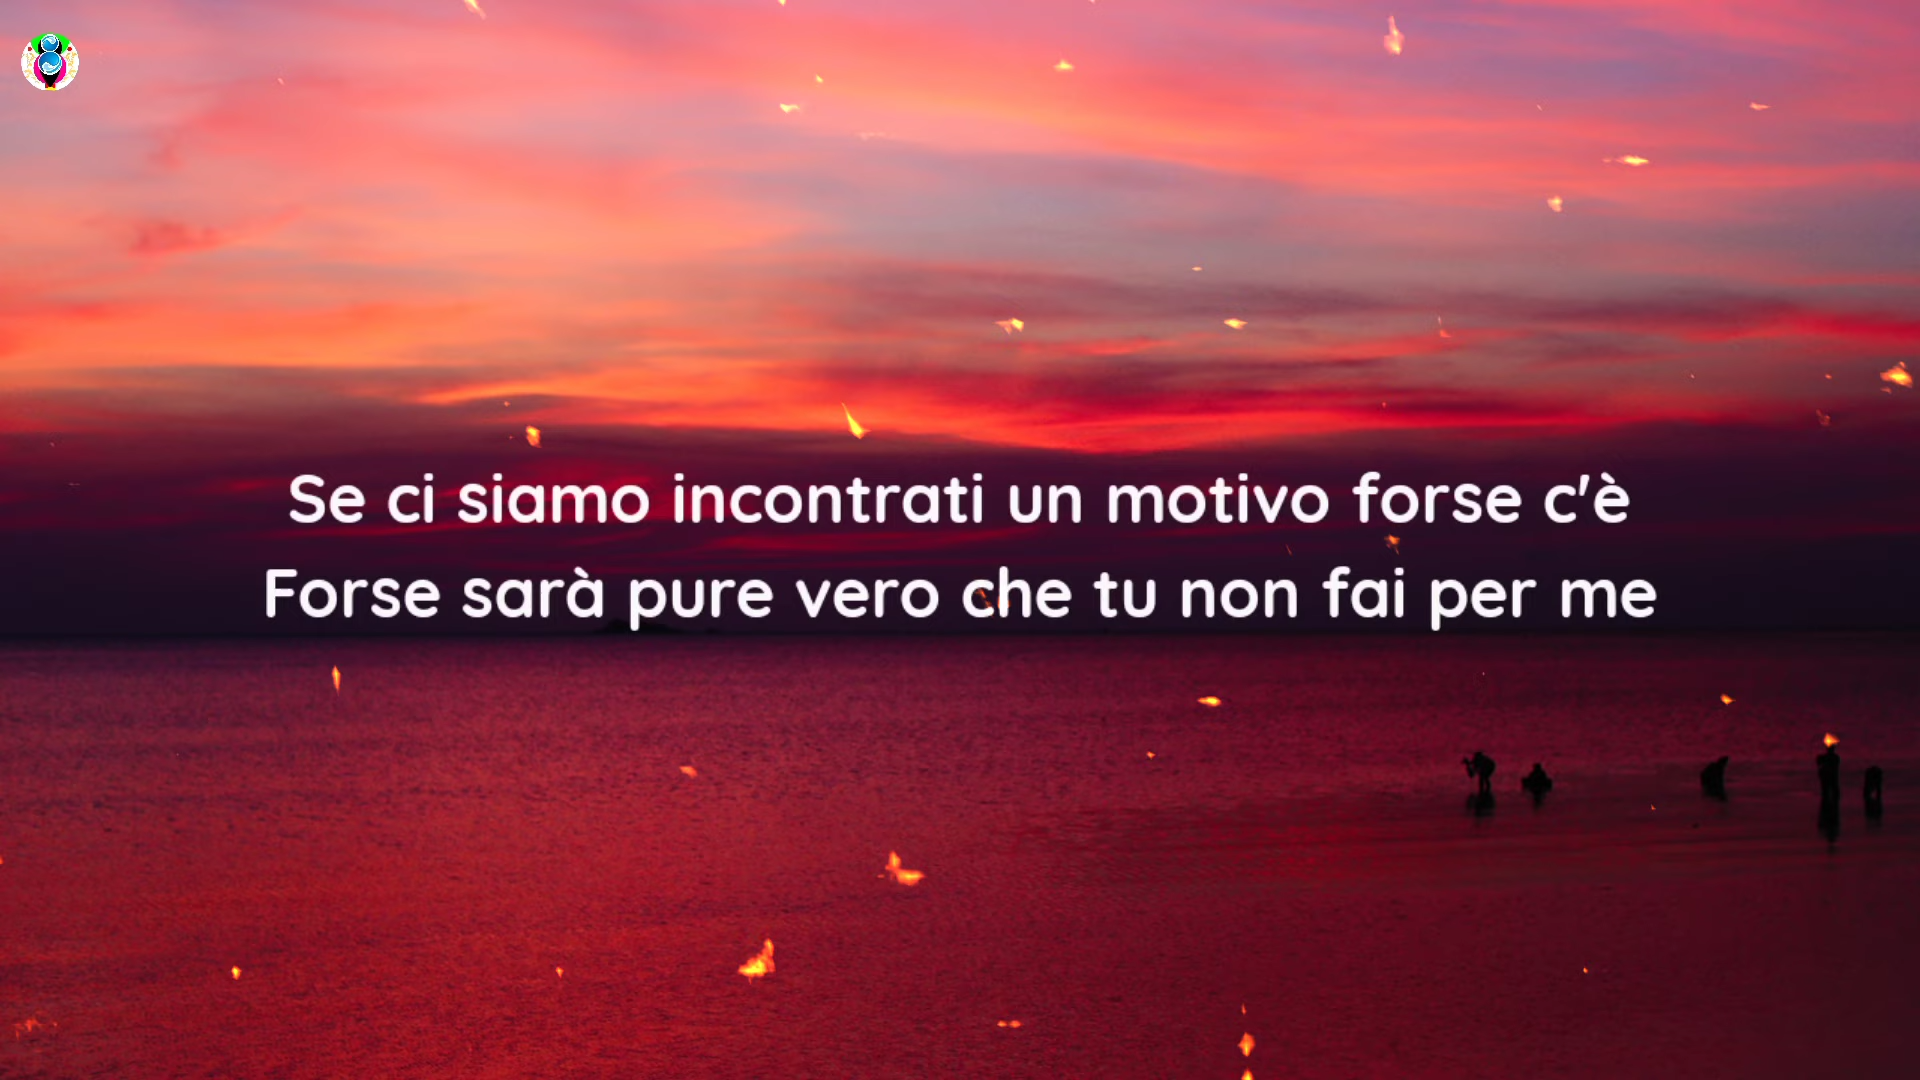 Se ci siamo incontrati un motivo forse c'è
Forse sarà pure vero che tu non fai per me